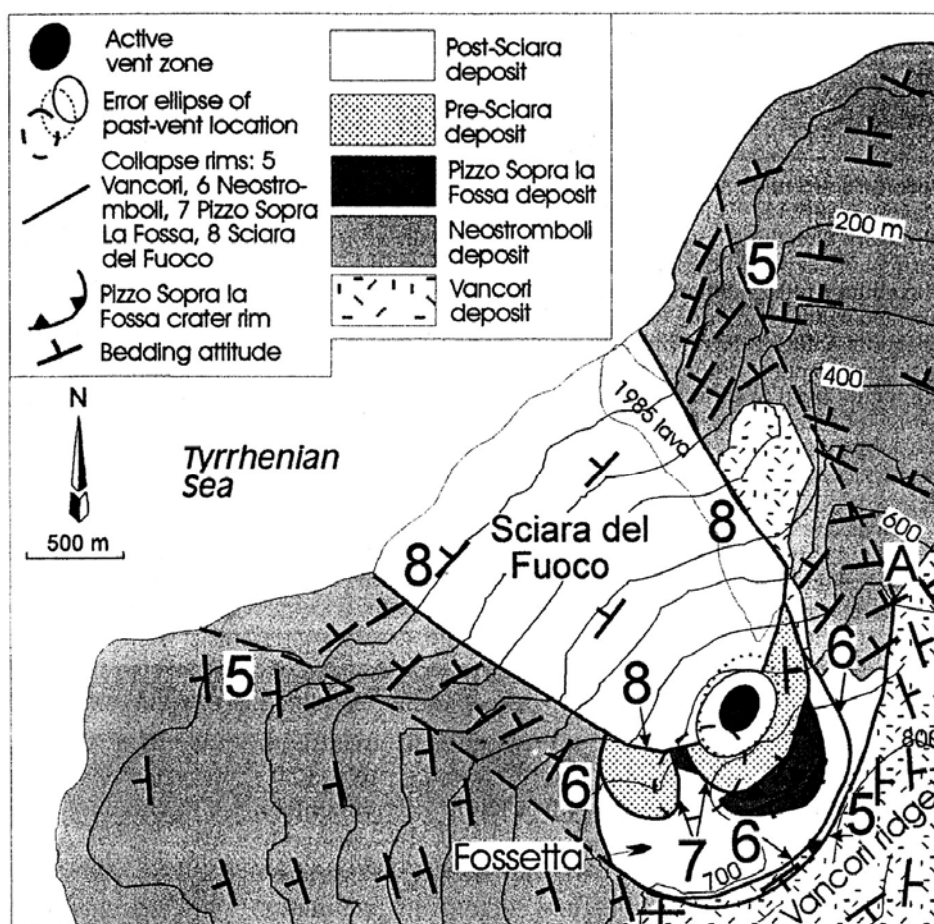 Active
vent zone
Error ellipse of
past-vent location
Collapse rims: 5
Vancori, 6 Neostro-
mboli, 7 Pizzo Sopra
La Fossa, 8 Sciara
del Fuoco
Pizzo Sopra la
Fossa crater rim
Bedding attitude
Post-Sciara
deposit
Pre-Sciara
deposit
Pizzo Sopra la
Fossa deposit
Neostromboli
deposit
Vancori
deposit
N
500 m
Tyrrhenian
Sea
200 m
5
400
1985 lava
8
600
A
Sciara del
Fuoco
8
5
8
6
6
800
5
7
6
Fossetta
700
Vancori ridge